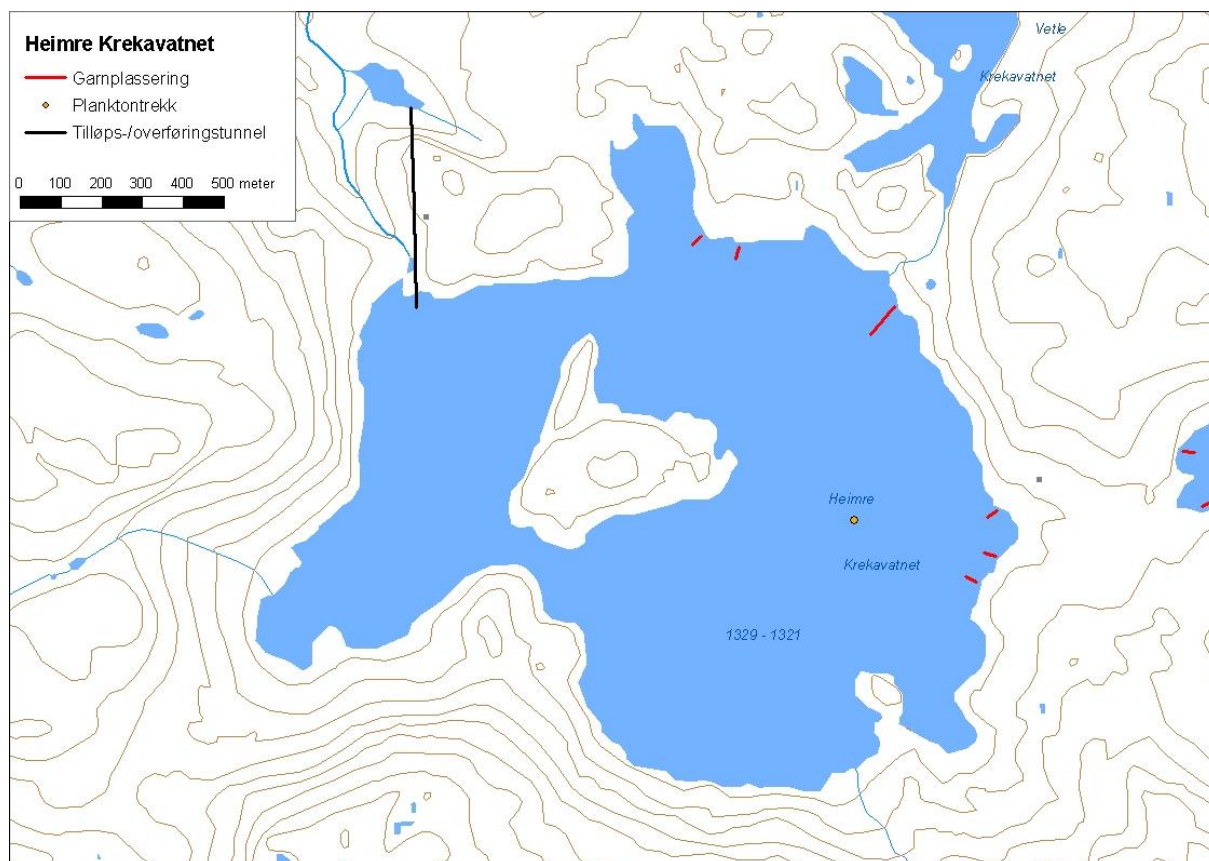 Heimre Krekavatnet
Garnplassering
Planktontrekk
Tilløps-/overføringstunnel
0 100 200 300 400 500 meter
Vetle
Krekavatnet
Heimre
Krekavatnet
1329 - 1321